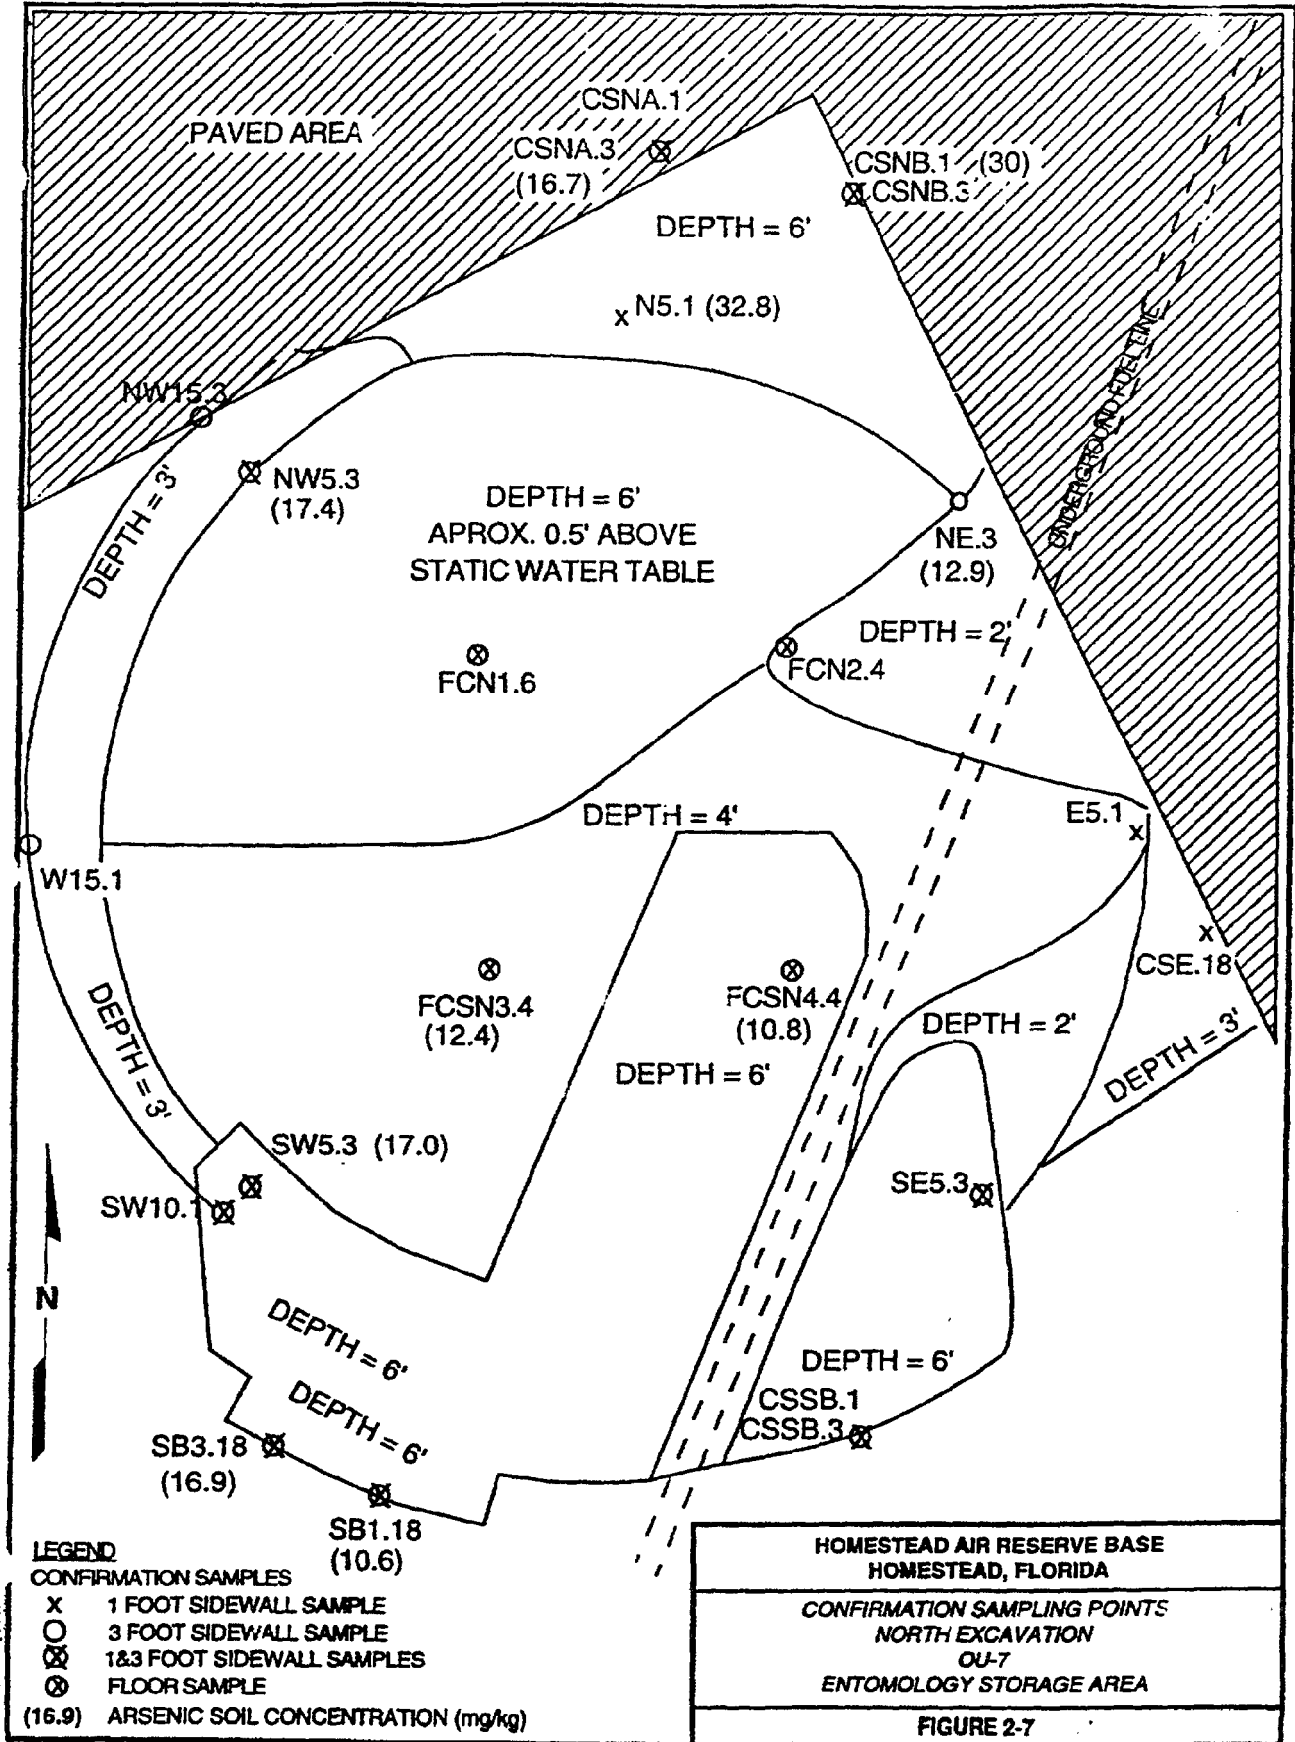 CSNA.1
PAVED AREA
CSNA.3
(16.7)
CSNB.1 (30)
CSNB.3
DEPTH = 6'
N5.1 (32.8)
UNDERGROUND FUEL LINE
NW15.3
DEPTH = 3'
NW5.3
(17.4)
DEPTH = 6'
APROX. 0.5' ABOVE
STATIC WATER TABLE
NE.3
(12.9)
DEPTH = 2'
FCN1.6
FCN2.4
DEPTH = 4'
E5.1
W15.1
CSE.18
FCSN3.4
(12.4)
FCSN4.4
(10.8)
DEPTH = 2'
DEPTH = 3'
DEPTH = 3'
DEPTH = 6'
SW5.3 (17.0)
SW10.1
SE5.3
N
DEPTH = 6'
DEPTH = 6'
DEPTH = 6'
CSSB.1
CSSB.3
SB3.18
(16.9)
SB1.18
(10.6)
LEGEND
CONFIRMATION SAMPLES
X 1 FOOT SIDEWALL SAMPLE
3 FOOT SIDEWALL SAMPLE
1&3 FOOT SIDEWALL SAMPLES
FLOOR SAMPLE
(16.9) ARSENIC SOIL CONCENTRATION (mg/kg)
HOMESTEAD AIR RESERVE BASE
HOMESTEAD, FLORIDA
CONFIRMATION SAMPLING POINTS
NORTH EXCAVATION
OU-7
ENTOMOLOGY STORAGE AREA
FIGURE 2-7